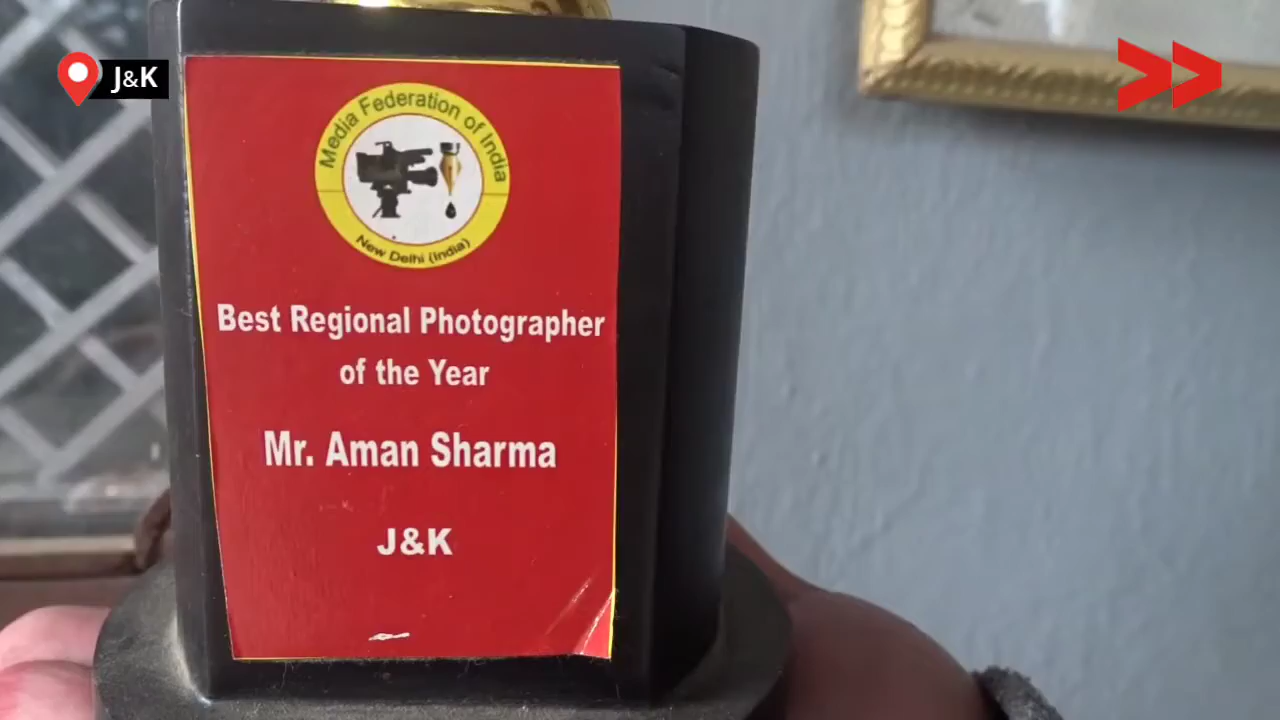 J&K
Media Federation of India
New Delhi (India)
Best Regional Photographer
of the Year
Mr. Aman Sharma
J&K